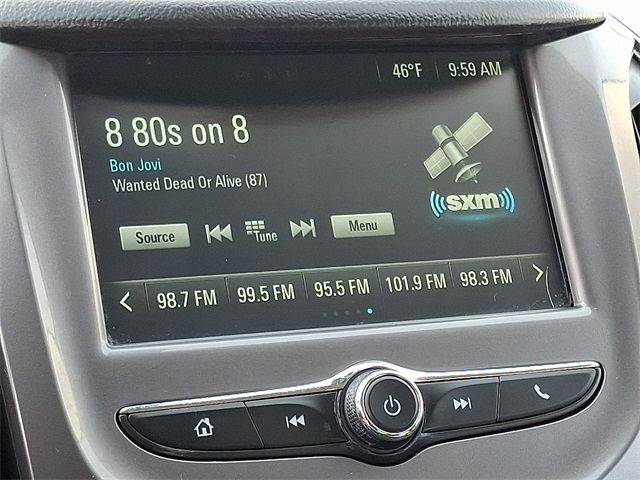 46°F 9:59 AM
8 80s on 8
Bon Jovi
Wanted Dead Or Alive (87)
((sxm))
Source Tune Menu
98.7 FM 99.5 FM 95.5 FM 101.9 FM 98.3 FM